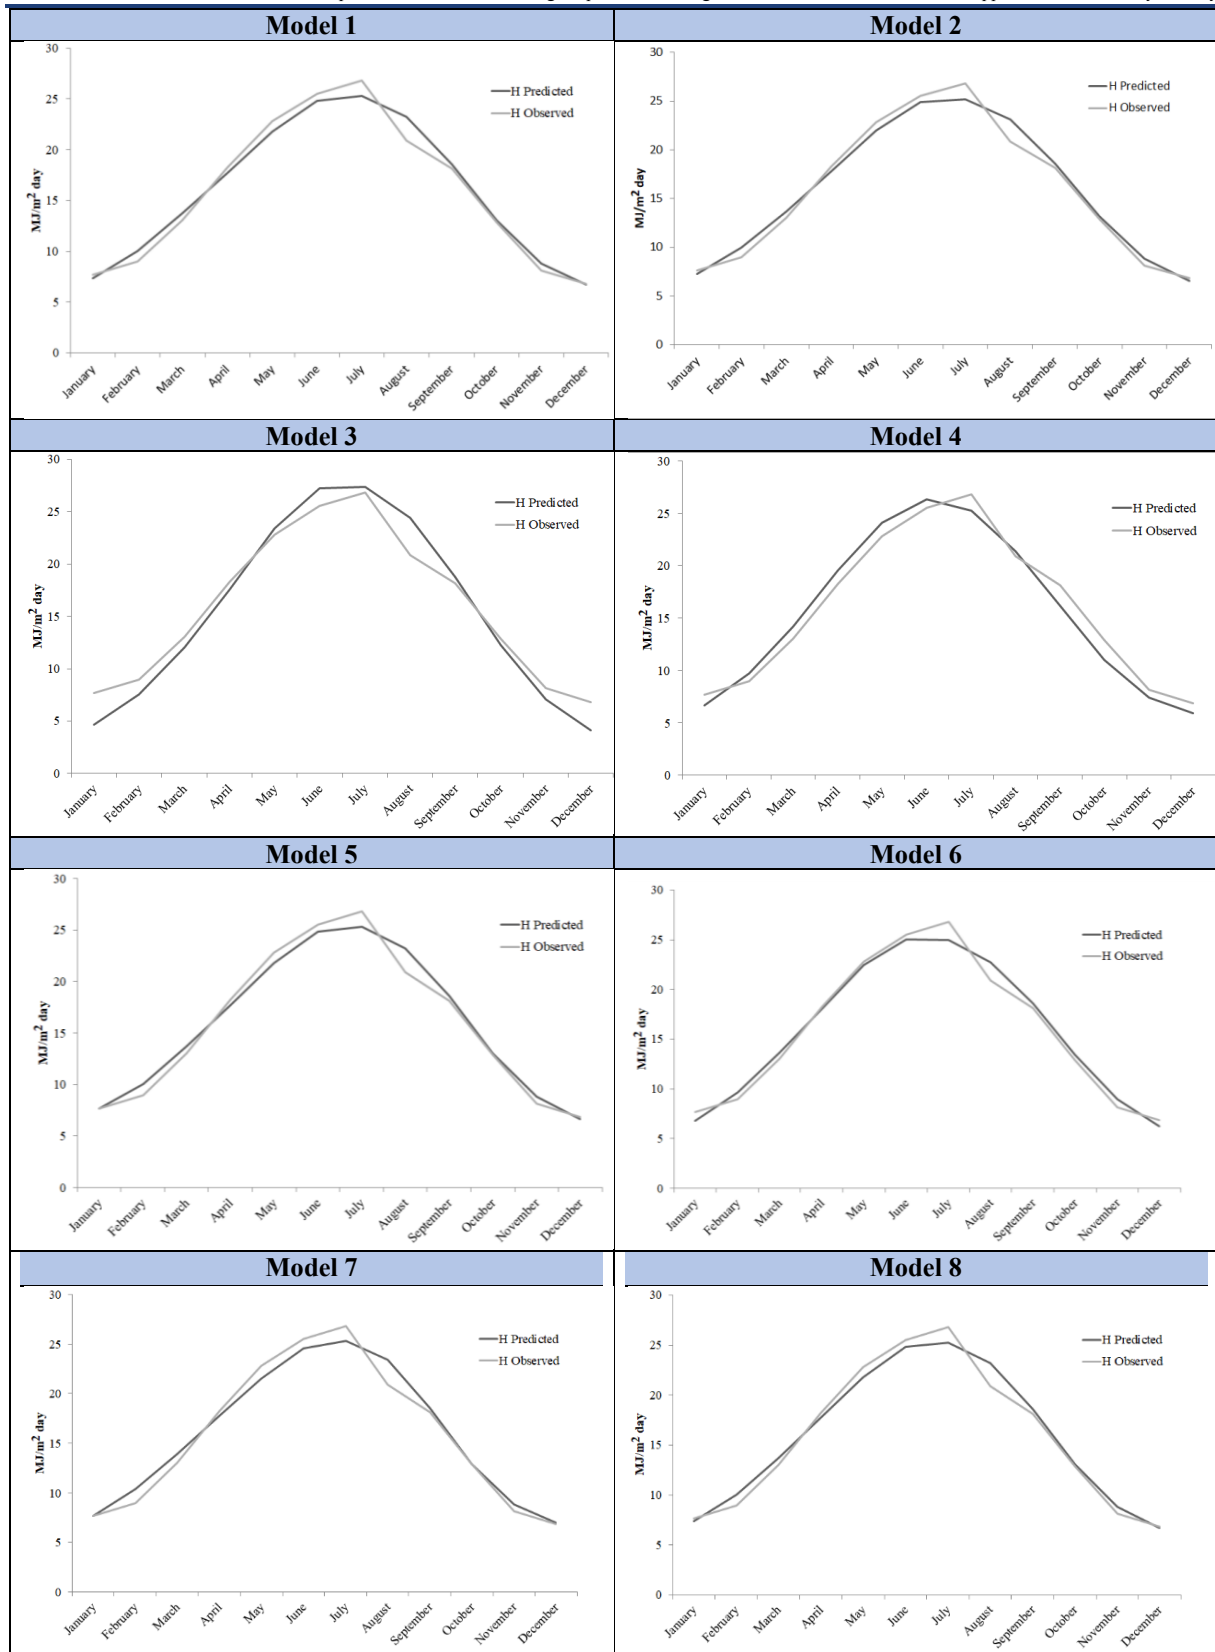 Model 1
Model 2
30
25
20
15
10
5
0
MJ/m² day
H Predicted
H Observed
January
February
March
April
May
June
July
August
September
October
November
December
30
25
20
15
10
5
0
MJ/m² day
H Predicted
H Observed
January
February
March
April
May
June
July
August
September
October
November
December
Model 3
Model 4
30
25
20
15
10
5
0
MJ/m² day
H Predicted
H Observed
January
February
March
April
May
June
July
August
September
October
November
December
30
25
20
15
10
5
0
MJ/m² day
H Predicted
H Observed
January
February
March
April
May
June
July
August
September
October
November
December
Model 5
Model 6
30
25
20
15
10
5
0
MJ/m² day
H Predicted
H Observed
January
February
March
April
May
June
July
August
September
October
November
December
30
25
20
15
10
5
0
MJ/m² day
H Predicted
H Observed
January
February
March
April
May
June
July
August
September
October
November
December
Model 7
Model 8
30
25
20
15
10
5
0
MJ/m² day
H Predicted
H Observed
January
February
March
April
May
June
July
August
September
October
November
December
30
25
20
15
10
5
0
MJ/m² day
H Predicted
H Observed
January
February
March
April
May
June
July
August
September
October
November
December